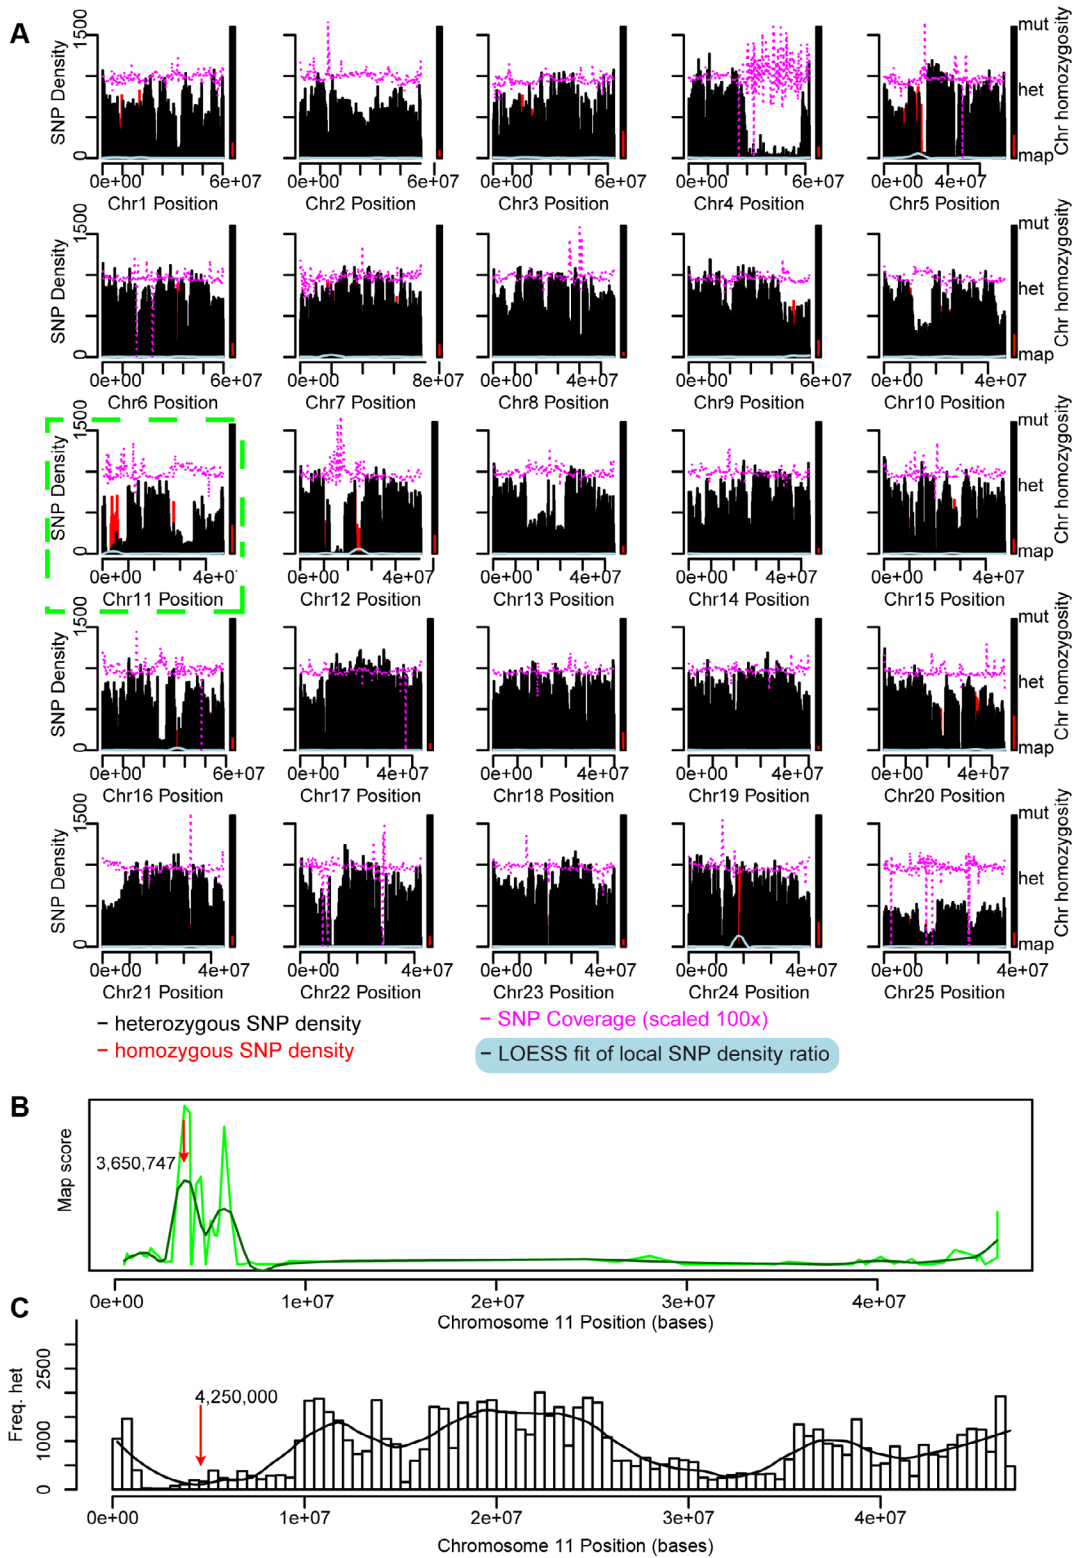 A
SNP Density
0
1500
mut
het
map
Chr homozygosity
0e+00 6e+07
0e+00 6e+07
0e+00 6e+07
0e+00 6e+07
0e+00 4e+07
Chr1 Position
Chr2 Position
Chr3 Position
Chr4 Position
Chr5 Position
SNP Density
0
1500
mut
het
map
Chr homozygosity
0e+00 6e+07
0e+00 8e+07
0e+00 4e+07
0e+00 6e+07
0e+00 4e+07
Chr6 Position
Chr7 Position
Chr8 Position
Chr9 Position
Chr10 Position
SNP Density
0
1500
mut
het
map
Chr homozygosity
0e+00 4e+0
0e+00 4e+07
0e+00 4e+07
0e+00 4e+07
0e+00 4e+07
Chr11 Position
Chr12 Position
Chr13 Position
Chr14 Position
Chr15 Position
SNP Density
0
1500
mut
het
map
Chr homozygosity
0e+00 6e+07
0e+00 4e+07
0e+00 4e+07
0e+00 4e+07
0e+00 4e+07
Chr16 Position
Chr17 Position
Chr18 Position
Chr19 Position
Chr20 Position
SNP Density
0
1500
mut
het
map
Chr homozygosity
0e+00 4e+07
0e+00 4e+07
0e+00 4e+07
0e+00 4e+07
0e+00 4e+07
Chr21 Position
Chr22 Position
Chr23 Position
Chr24 Position
Chr25 Position
– heterozygous SNP density
– homozygous SNP density
– SNP Coverage (scaled 100x)
– LOESS fit of local SNP density ratio
B
Map score
3,650,747
0e+00 1e+07 2e+07 3e+07 4e+07
Chromosome 11 Position (bases)
C
Freq. het
0 1000 2500
4,250,000
0e+00 1e+07 2e+07 3e+07 4e+07
Chromosome 11 Position (bases)